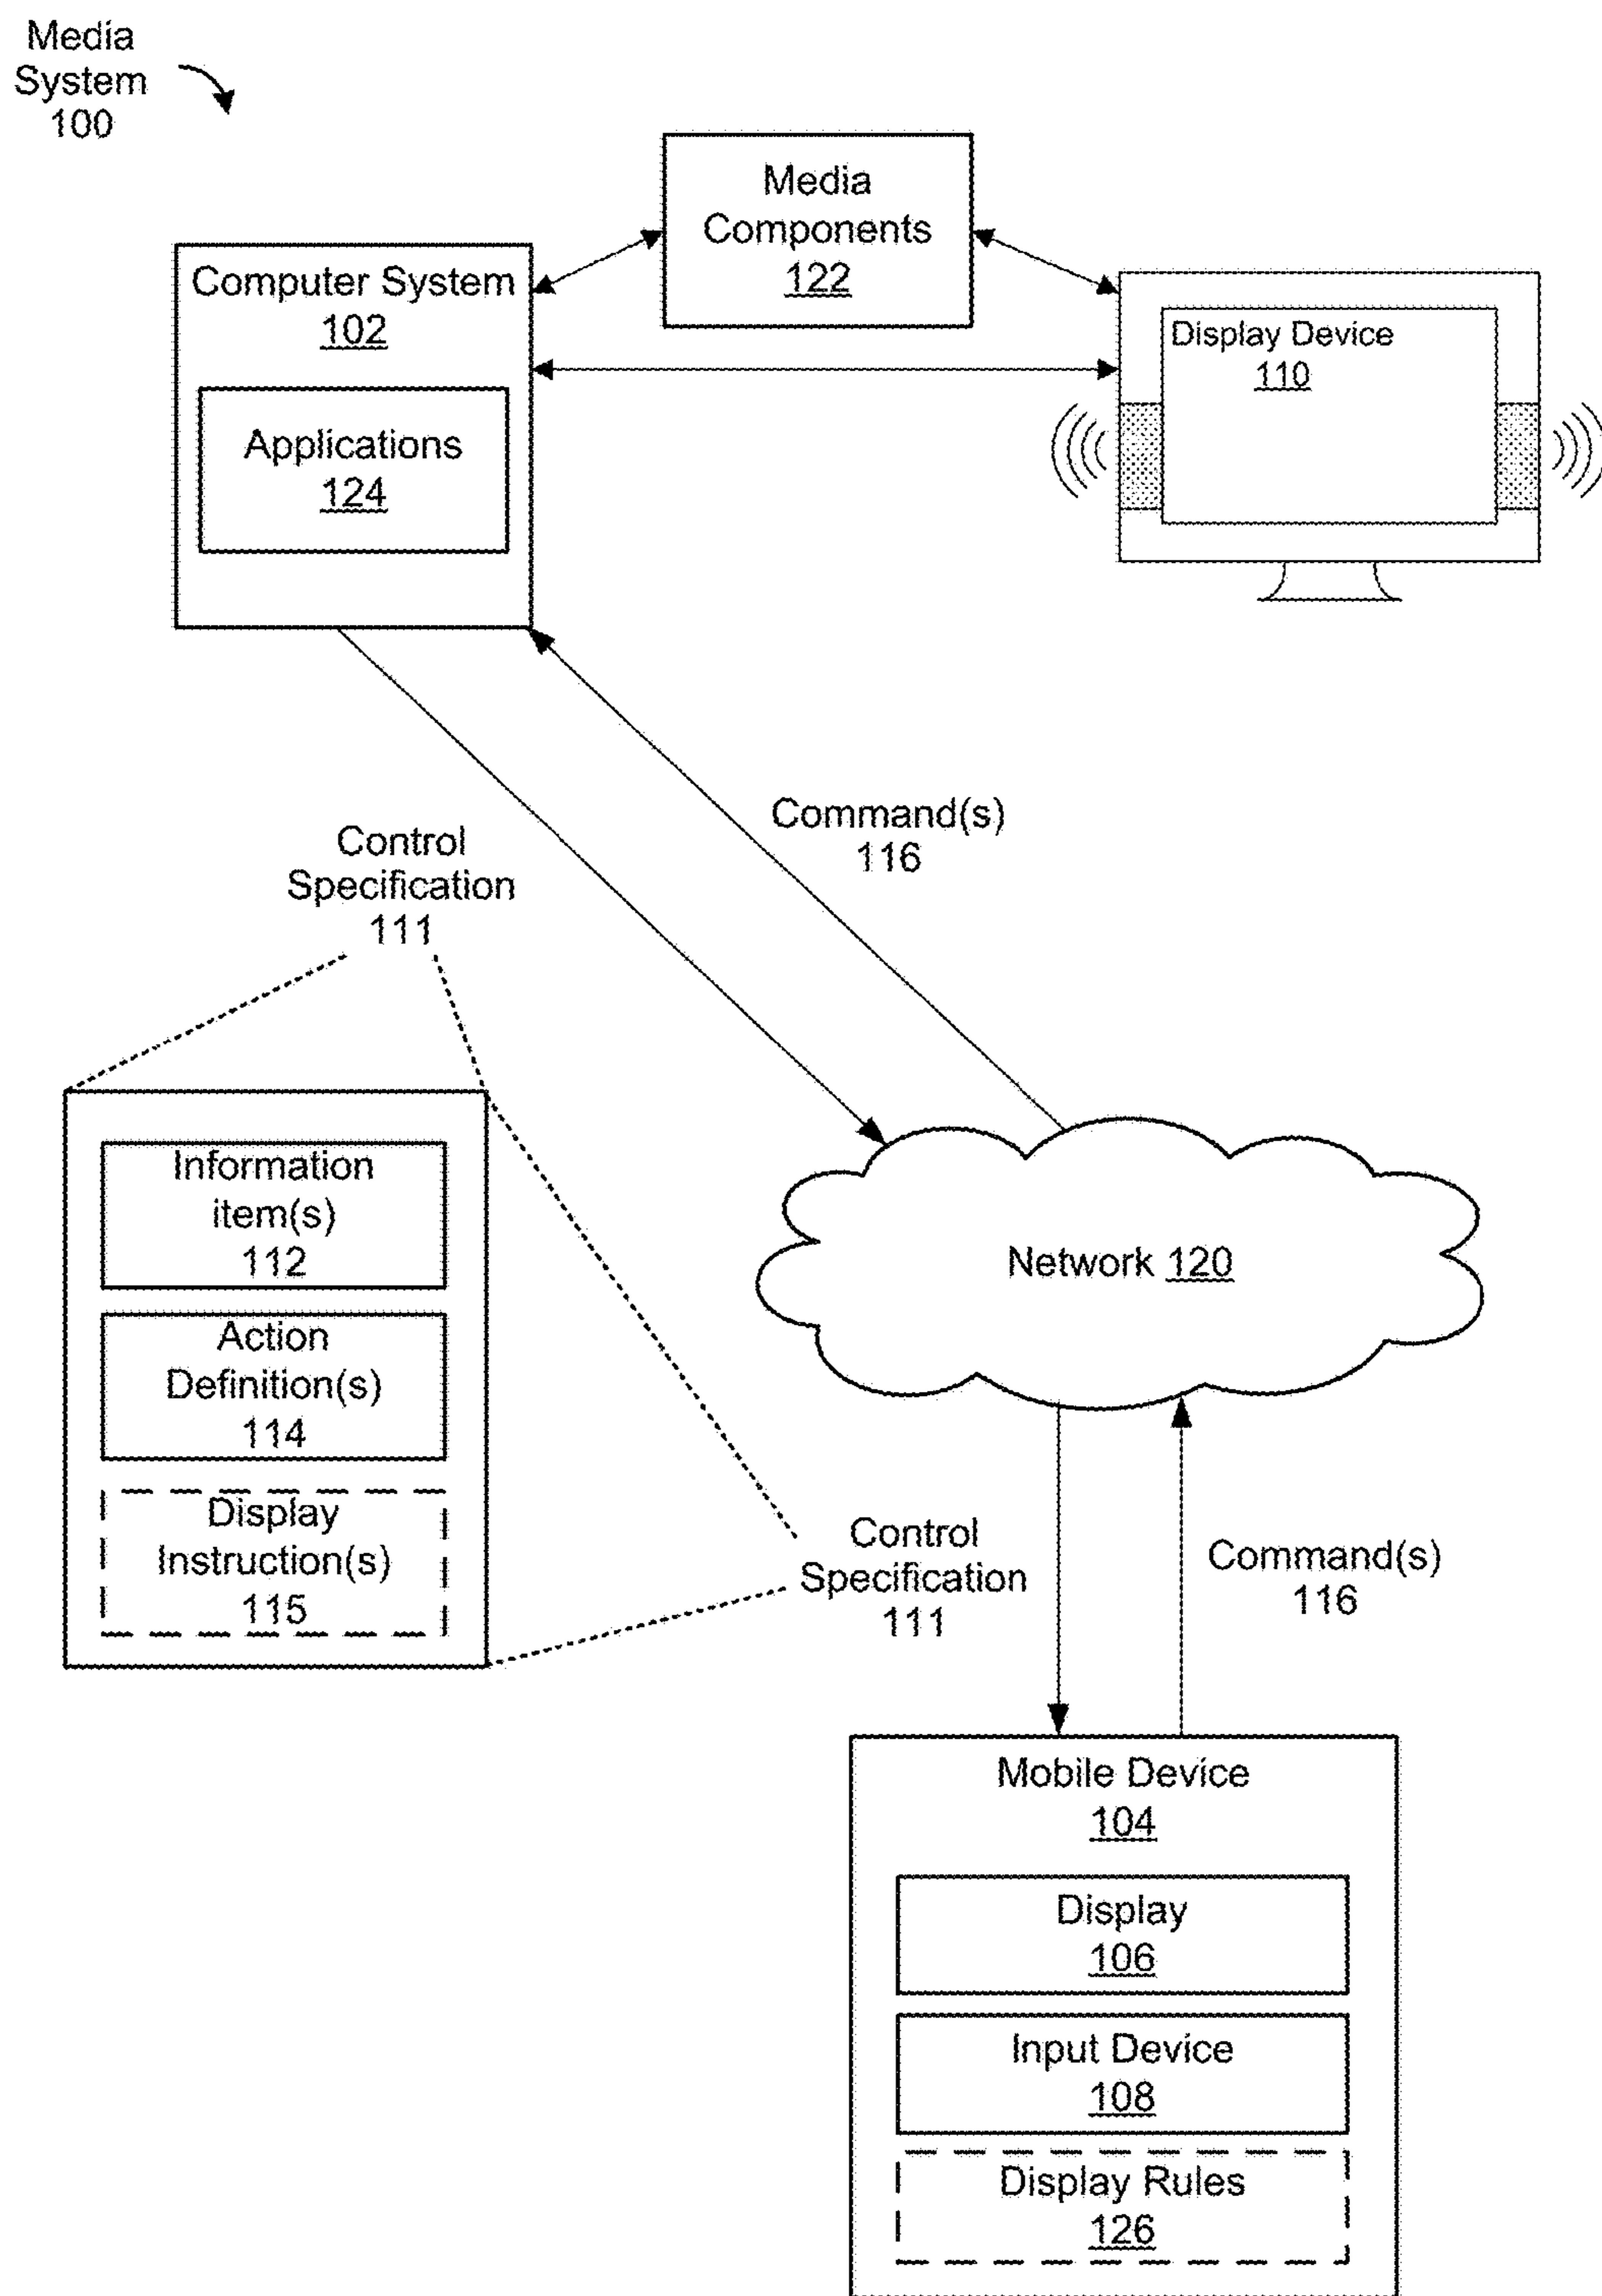 Media
System
100
Media
Components
122
Computer System
102
Applications
124
Display Device
110
Command(s)
116
Control
Specification
111
Information
item(s)
112
Action
Definition(s)
114
Display
Instruction(s)
115
Network 120
Control
Specification
111
Command(s)
116
Mobile Device
104
Display
106
Input Device
108
Display Rules
126